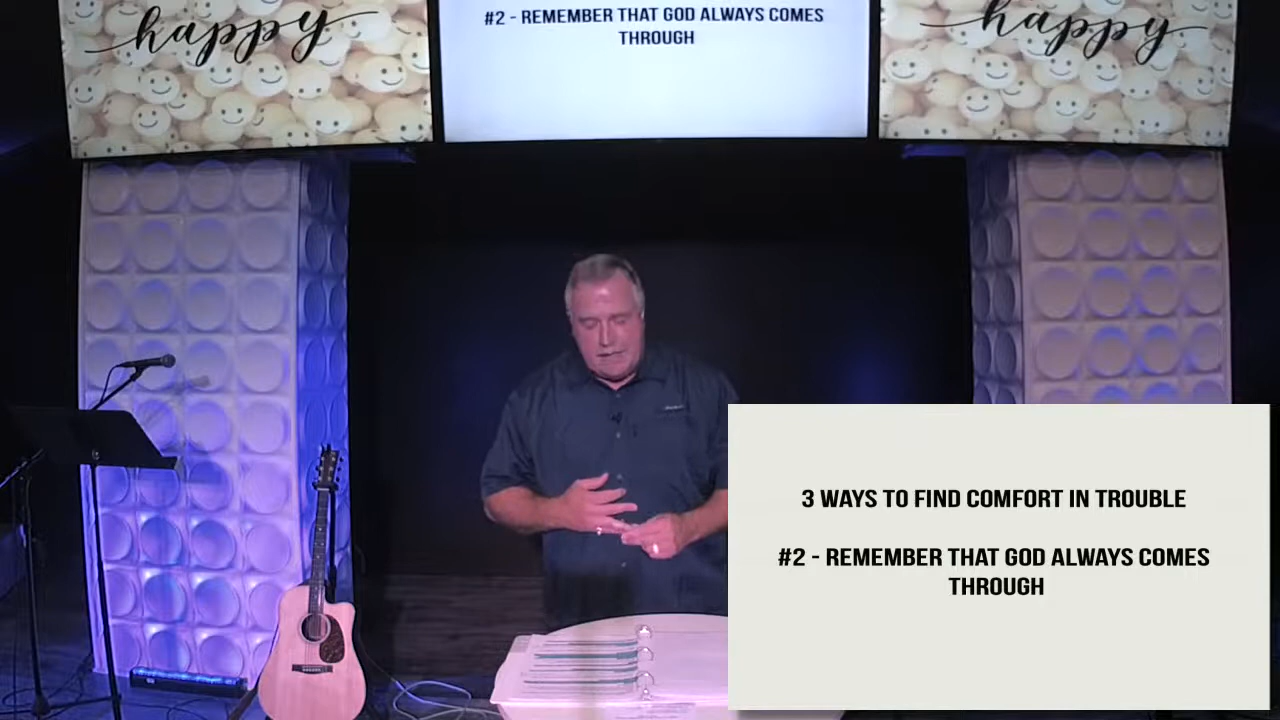 happy
#2 - REMEMBER THAT GOD ALWAYS COMES
THROUGH
happy
3 WAYS TO FIND COMFORT IN TROUBLE
#2 - REMEMBER THAT GOD ALWAYS COMES
THROUGH